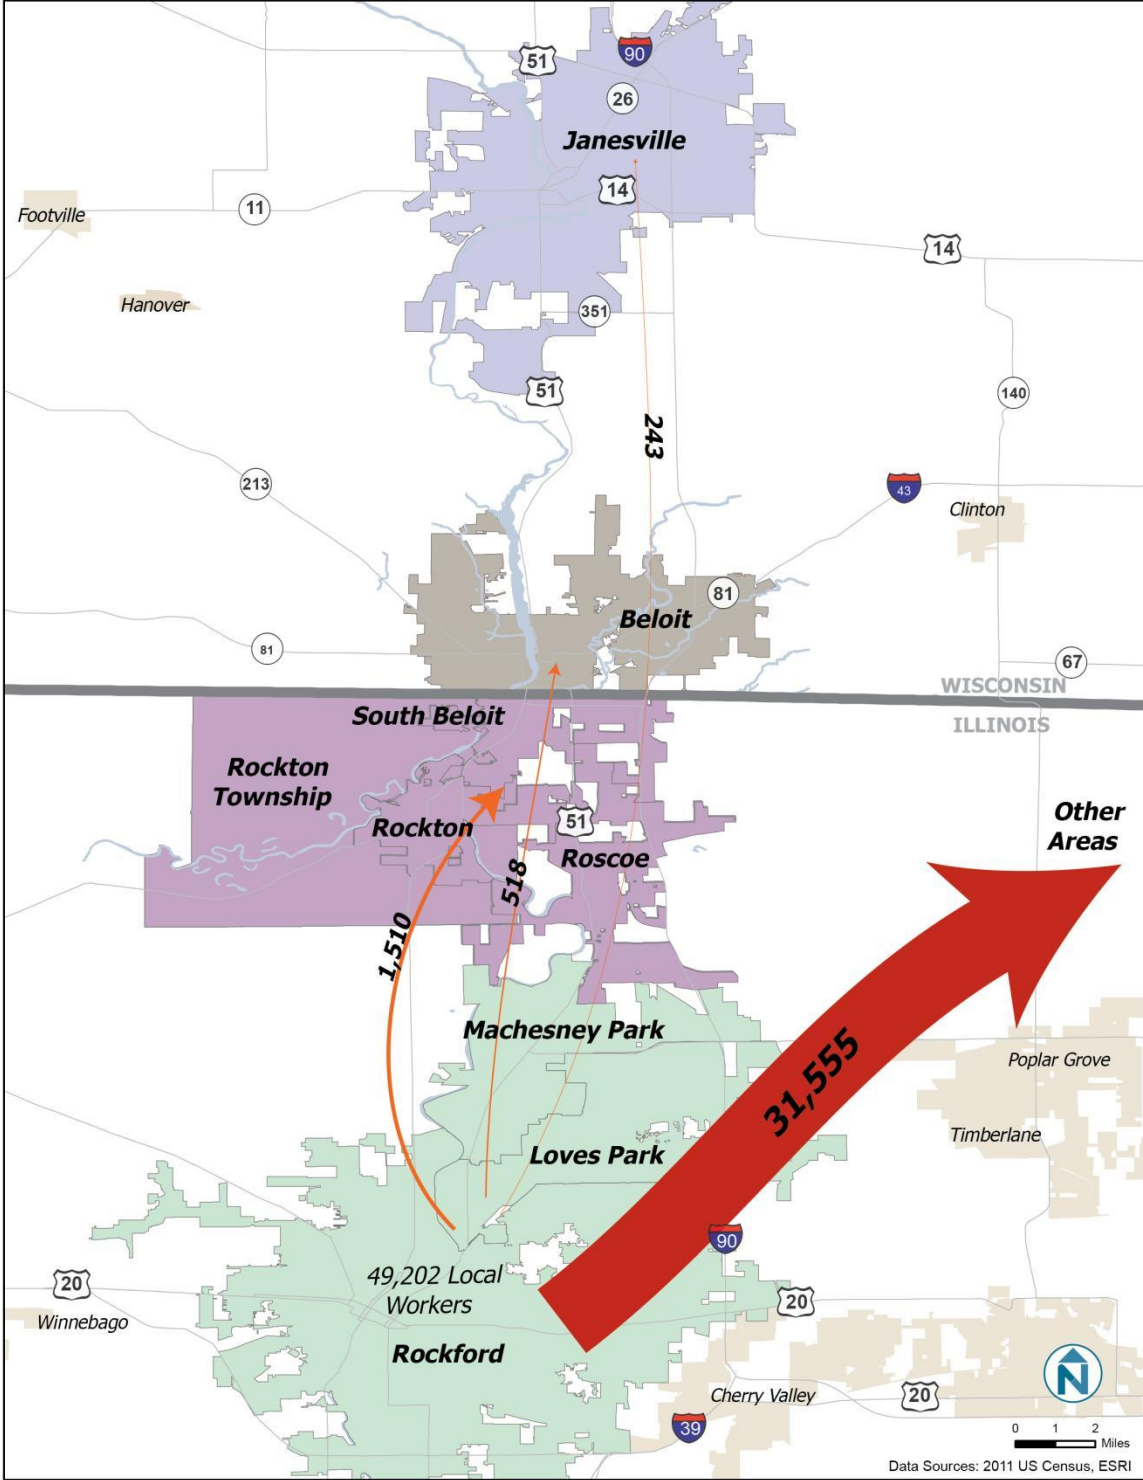 51
90
26
Janesville
14
Footville
11
14
Hanover
351
51
140
243
213
43
Clinton
81
Beloit
81
67
WISCONSIN
ILLINOIS
South Beloit
Rockton
Township
Rockton
51
Roscoe
Other
Areas
518
1,510
Machesney Park
31,555
Poplar Grove
Timberlane
Loves Park
90
49,202 Local
Workers
20
20
Winnebago
Rockford
Cherry Valley
20
N
39
0 1 2
Miles
Data Sources: 2011 US Census, ESRI